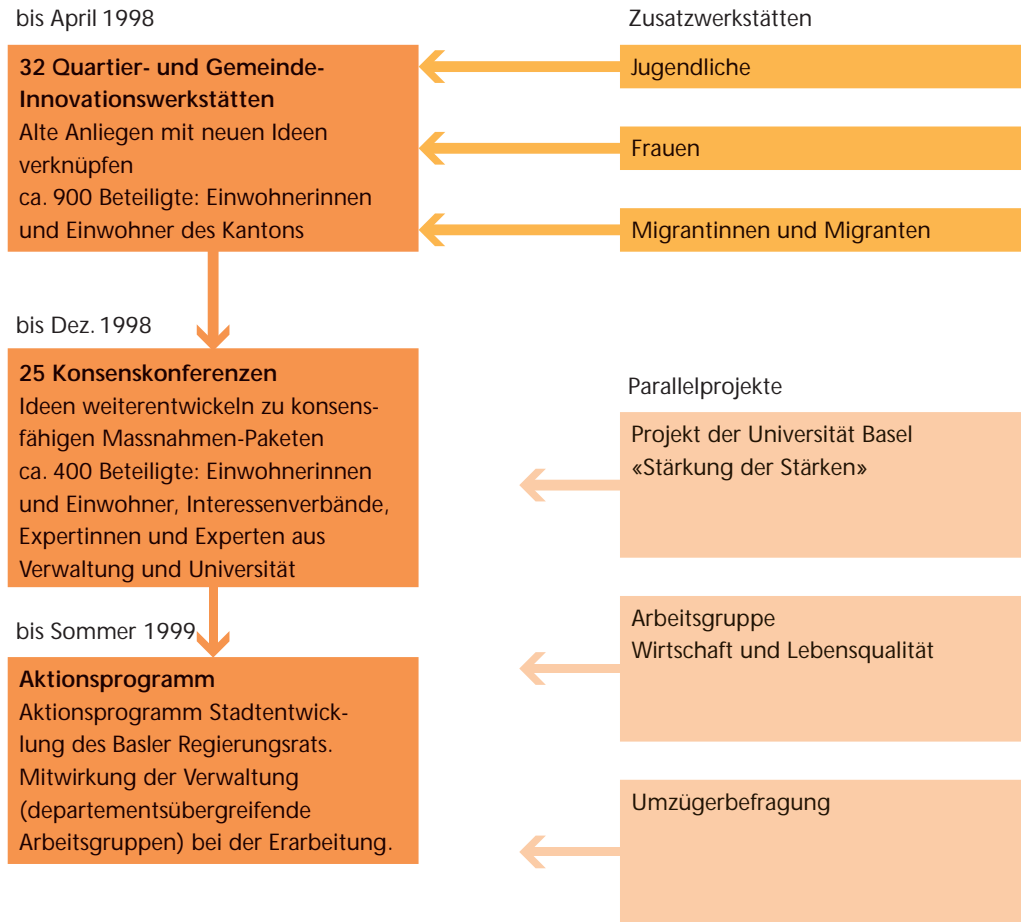 bis April 1998
32 Quartier- und Gemeinde-
Innovationswerkstätten
Alte Anliegen mit neuen Ideen
verknüpfen
ca. 900 Beteiligte: Einwohnerinnen
und Einwohner des Kantons
Zusatzwerkstätten
Jugendliche
Frauen
Migrantinnen und Migranten
bis Dez. 1998
25 Konsenskonferenzen
Ideen weiterentwickeln zu konsens-
fähigen Massnahmen-Paketen
ca. 400 Beteiligte: Einwohnerinnen
und Einwohner, Interessenverbände,
Expertinnen und Experten aus
Verwaltung und Universität
Parallelprojekte
Projekt der Universität Basel
«Stärkung der Stärken»
Arbeitsgruppe
Wirtschaft und Lebensqualität
Umzügerbefragung
bis Sommer 1999
Aktionsprogramm
Aktionsprogramm Stadtentwick-
lung des Basler Regierungsrats.
Mitwirkung der Verwaltung
(departementsübergreifende
Arbeitsgruppen) bei der Erarbeitung.